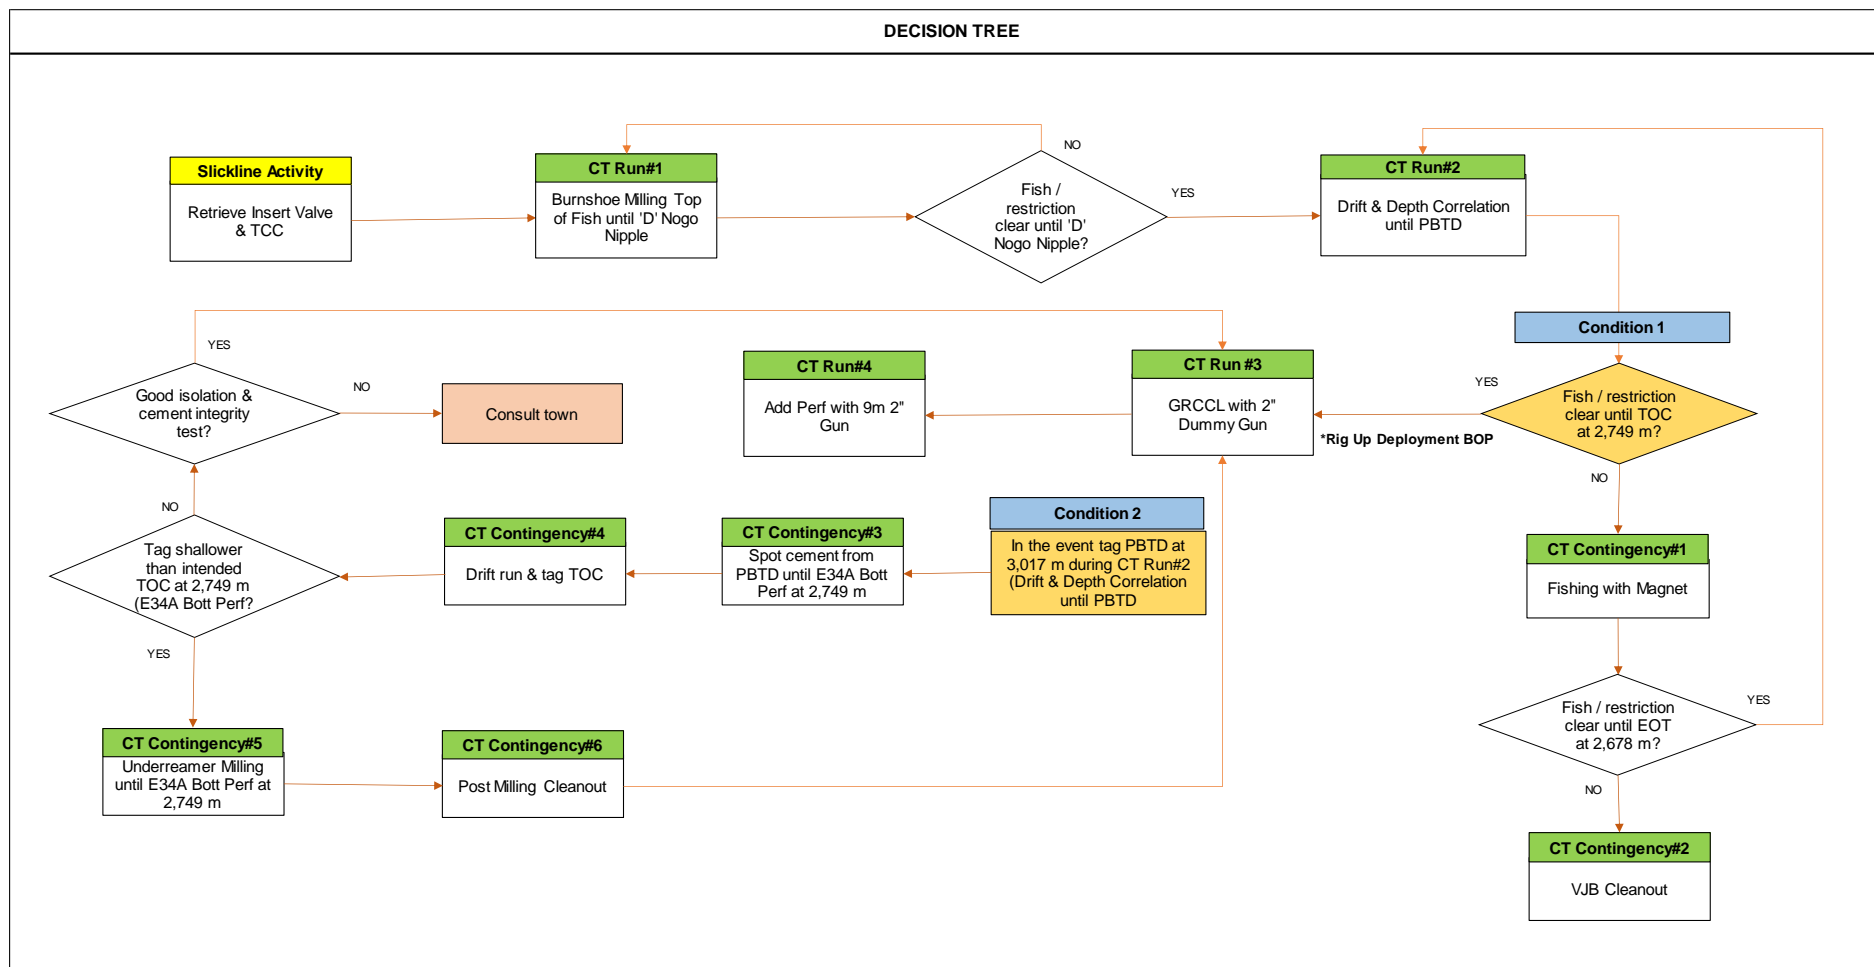 DECISION TREE
Slickline Activity
Retrieve Insert Valve
& TCC
CT Run#1
Burnshoe Milling Top
of Fish until 'D' Nogo
Nipple
NO
Fish /
restriction
clear until 'D'
Nogo Nipple?
YES
CT Run#2
Drift & Depth Correlation
until PBTD
Condition 1
Fish / restriction
clear until TOC
at 2,749 m?
YES
*Rig Up Deployment BOP
NO
CT Run #3
GRCCL with 2"
Dummy Gun
CT Run#4
Add Perf with 9m 2"
Gun
YES
Good isolation &
cement integrity
test?
NO
Consult town
NO
Tag shallower
than intended
TOC at 2,749 m
(E34A Bott Perf?
YES
CT Contingency#4
Drift run & tag TOC
CT Contingency#3
Spot cement from
PBTD until E34A Bott
Perf at 2,749 m
Condition 2
In the event tag PBTD at
3,017 m during CT Run#2
(Drift & Depth Correlation
until PBTD
CT Contingency#1
Fishing with Magnet
Fish / restriction
clear until EOT
at 2,678 m?
YES
NO
CT Contingency#2
VJB Cleanout
CT Contingency#5
Underreamer Milling
until E34A Bott Perf at
2,749 m
CT Contingency#6
Post Milling Cleanout